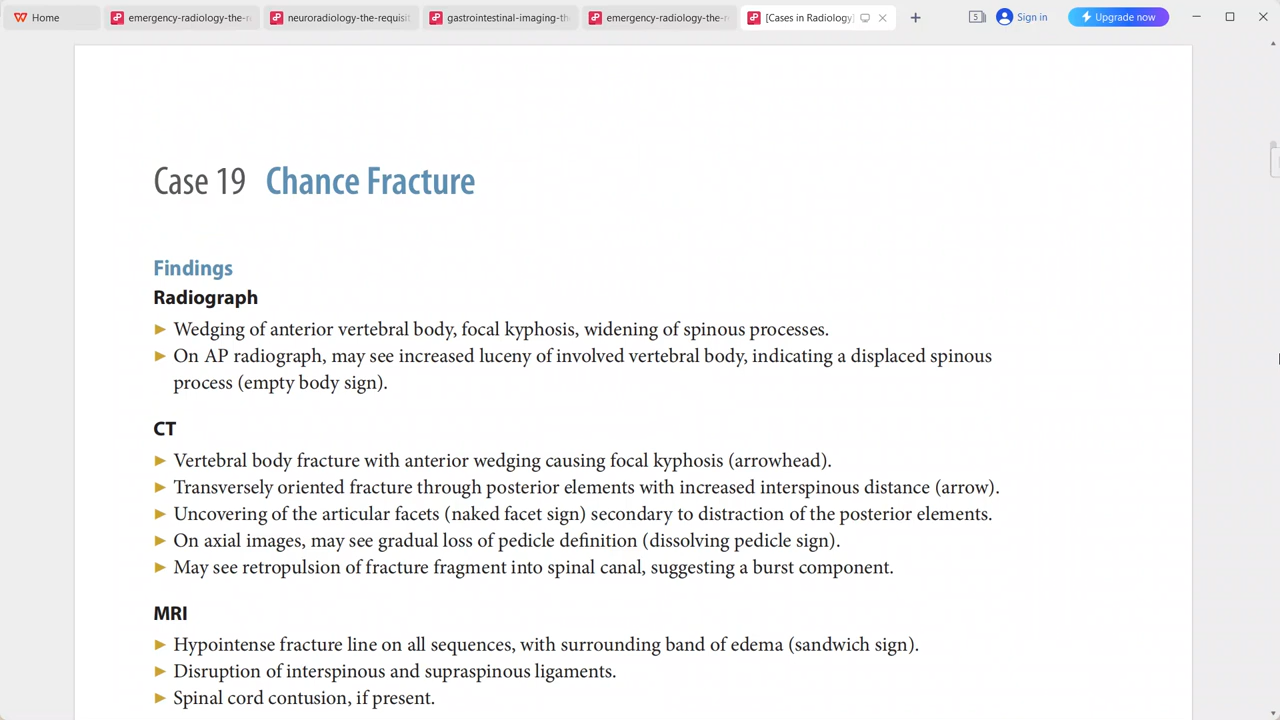 Home
emergency-radiology-the-r
neuroradiology-the-requisit
gastrointestinal-imaging-th
emergency-radiology-the-r
[Cases in Radiology]
5
Sign in
Upgrade now
Case 19 Chance Fracture
Findings
Radiograph
Wedging of anterior vertebral body, focal kyphosis, widening of spinous processes.
On AP radiograph, may see increased luceny of involved vertebral body, indicating a displaced spinous
process (empty body sign).
CT
Vertebral body fracture with anterior wedging causing focal kyphosis (arrowhead).
Transversely oriented fracture through posterior elements with increased interspinous distance (arrow).
Uncovering of the articular facets (naked facet sign) secondary to distraction of the posterior elements.
On axial images, may see gradual loss of pedicle definition (dissolving pedicle sign).
May see retropulsion of fracture fragment into spinal canal, suggesting a burst component.
MRI
Hypointense fracture line on all sequences, with surrounding band of edema (sandwich sign).
Disruption of interspinous and supraspinous ligaments.
Spinal cord contusion, if present.